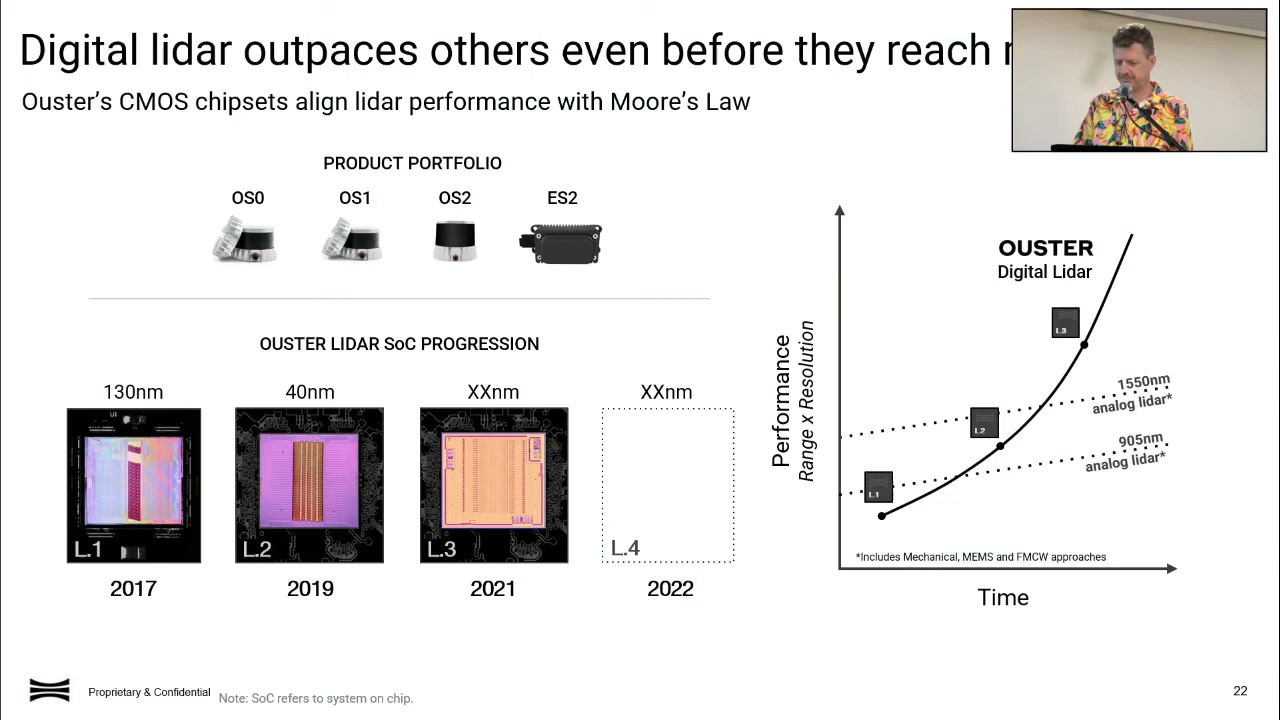 Digital lidar outpaces others even before they reach
Ouster's CMOS chipsets align lidar performance with Moore's Law
PRODUCT PORTFOLIO
OS0
OS1
OS2
ES2
OUSTER LIDAR SoC PROGRESSION
130nm
40nm
XXnm
XXnm
L.1
L.2
L.3
L.4
2017
2019
2021
2022
Performance
Range x Resolution
OUSTER
Digital Lidar
L.3
L.2
L.1
1550nm
analog lidar*
905nm
analog lidar*
*Includes Mechanical, MEMS and FMCW approaches
Time
Proprietary & Confidential
Note: SoC refers to system on chip.
22